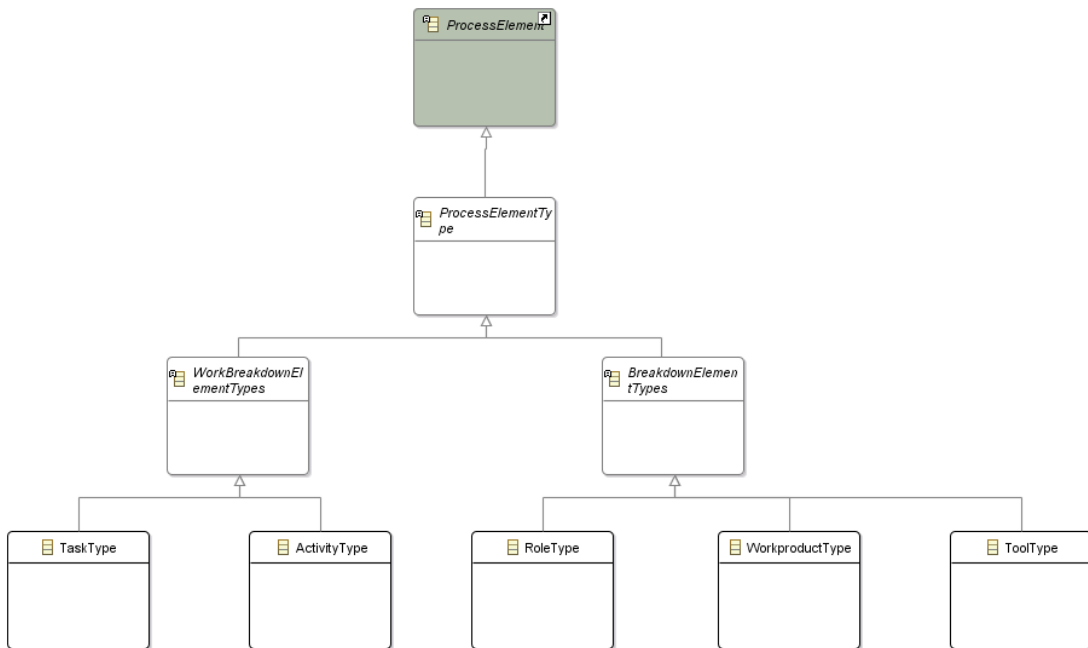 ProcessElement
ProcessElementTy
pe
WorkBreakdownEl
ementTypes
BreakdownElemen
tTypes
TaskType
ActivityType
RoleType
WorkproductType
ToolType